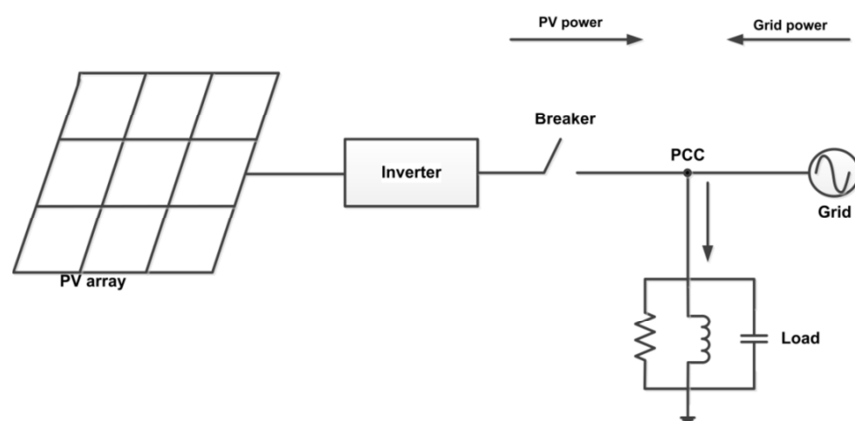 PV power
Grid power
Breaker
PCC
Inverter
Grid
PV array
Load